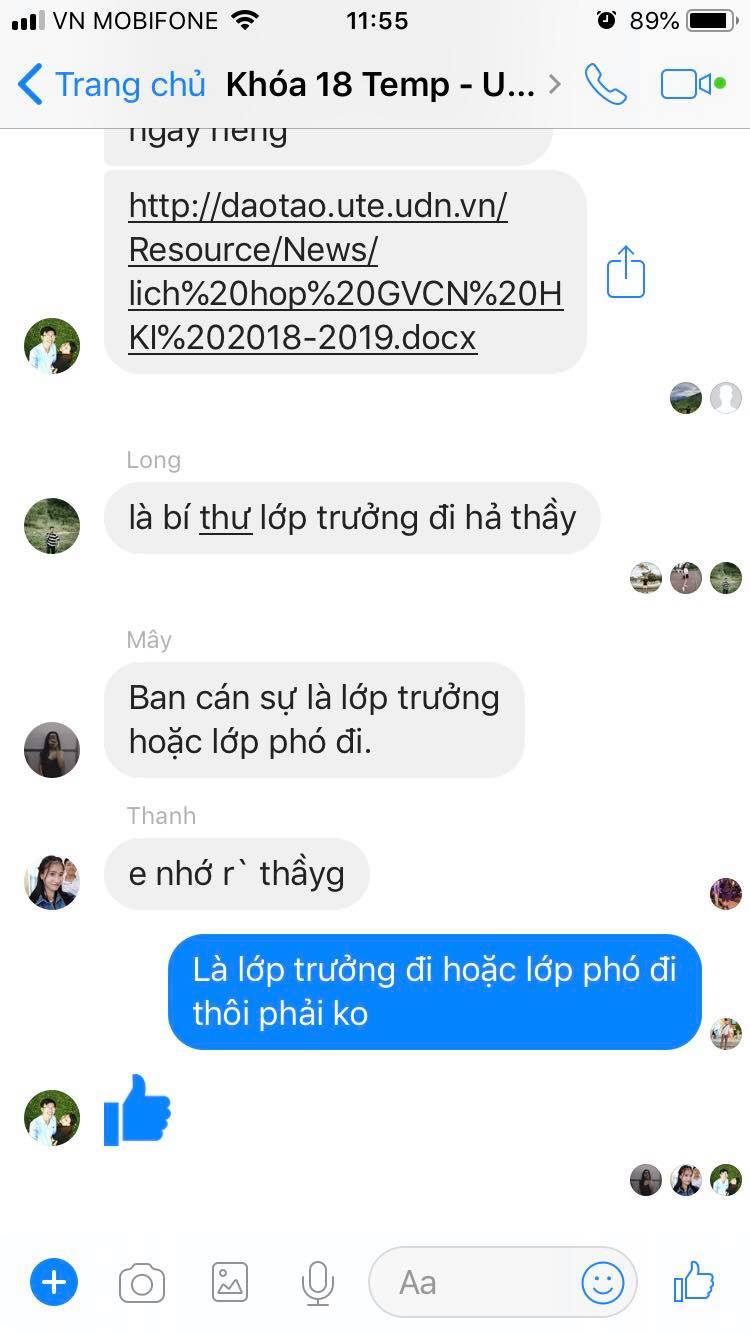 VN MOBIFONE 11:55 89%
Trang chủ Khóa 18 Temp - U...
ngày riêng
http://daotao.ute.udn.vn/
Resource/News/
lich%20hop%20GVCN%20H
KI%202018-2019.docx
Long
là bí thư lớp trưởng đi hả thầy
Mây
Ban cán sự là lớp trưởng
hoặc lớp phó đi.
Thanh
e nhớ r` thầyg
Là lớp trưởng đi hoặc lớp phó đi
thôi phải ko
Aa